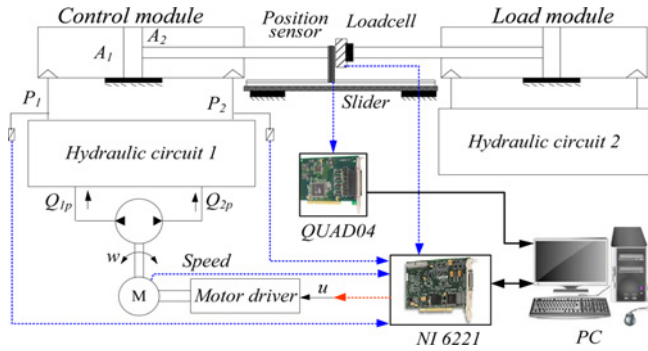 Control module
Position sensor
Loadcell
Load module
A1
A2
P1
P2
Slider
Hydraulic circuit 1
Hydraulic circuit 2
Q1p
Q2p
QUAD04
w
Speed
M
Motor driver
u
NI 6221
PC